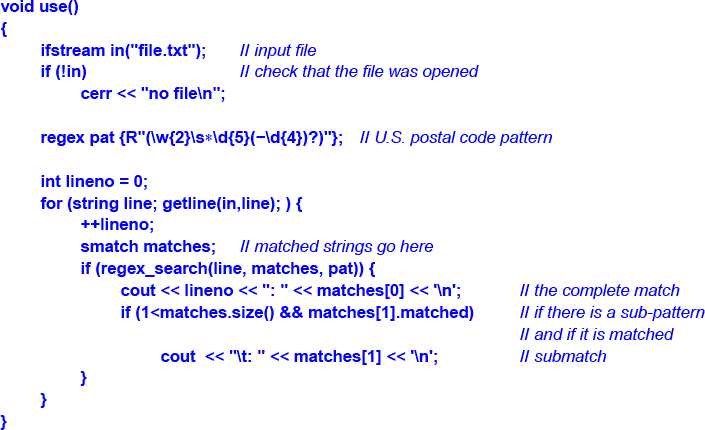 void use()
{
ifstream in("file.txt"); // input file
if (!in) // check that the file was opened
cerr << "no file\n";
regex pat {R"(\w{2}\s∗\d{5}(−\d{4})?)"}; // U.S. postal code pattern
int lineno = 0;
for (string line; getline(in,line); ) {
++lineno;
smatch matches; // matched strings go here
if (regex_search(line, matches, pat)) {
cout << lineno << ": " << matches[0] << '\n'; // the complete match
if (1<matches.size() && matches[1].matched) // if there is a sub-pattern
// and if it is matched
cout << "\t: " << matches[1] << '\n'; // submatch
}
}
}